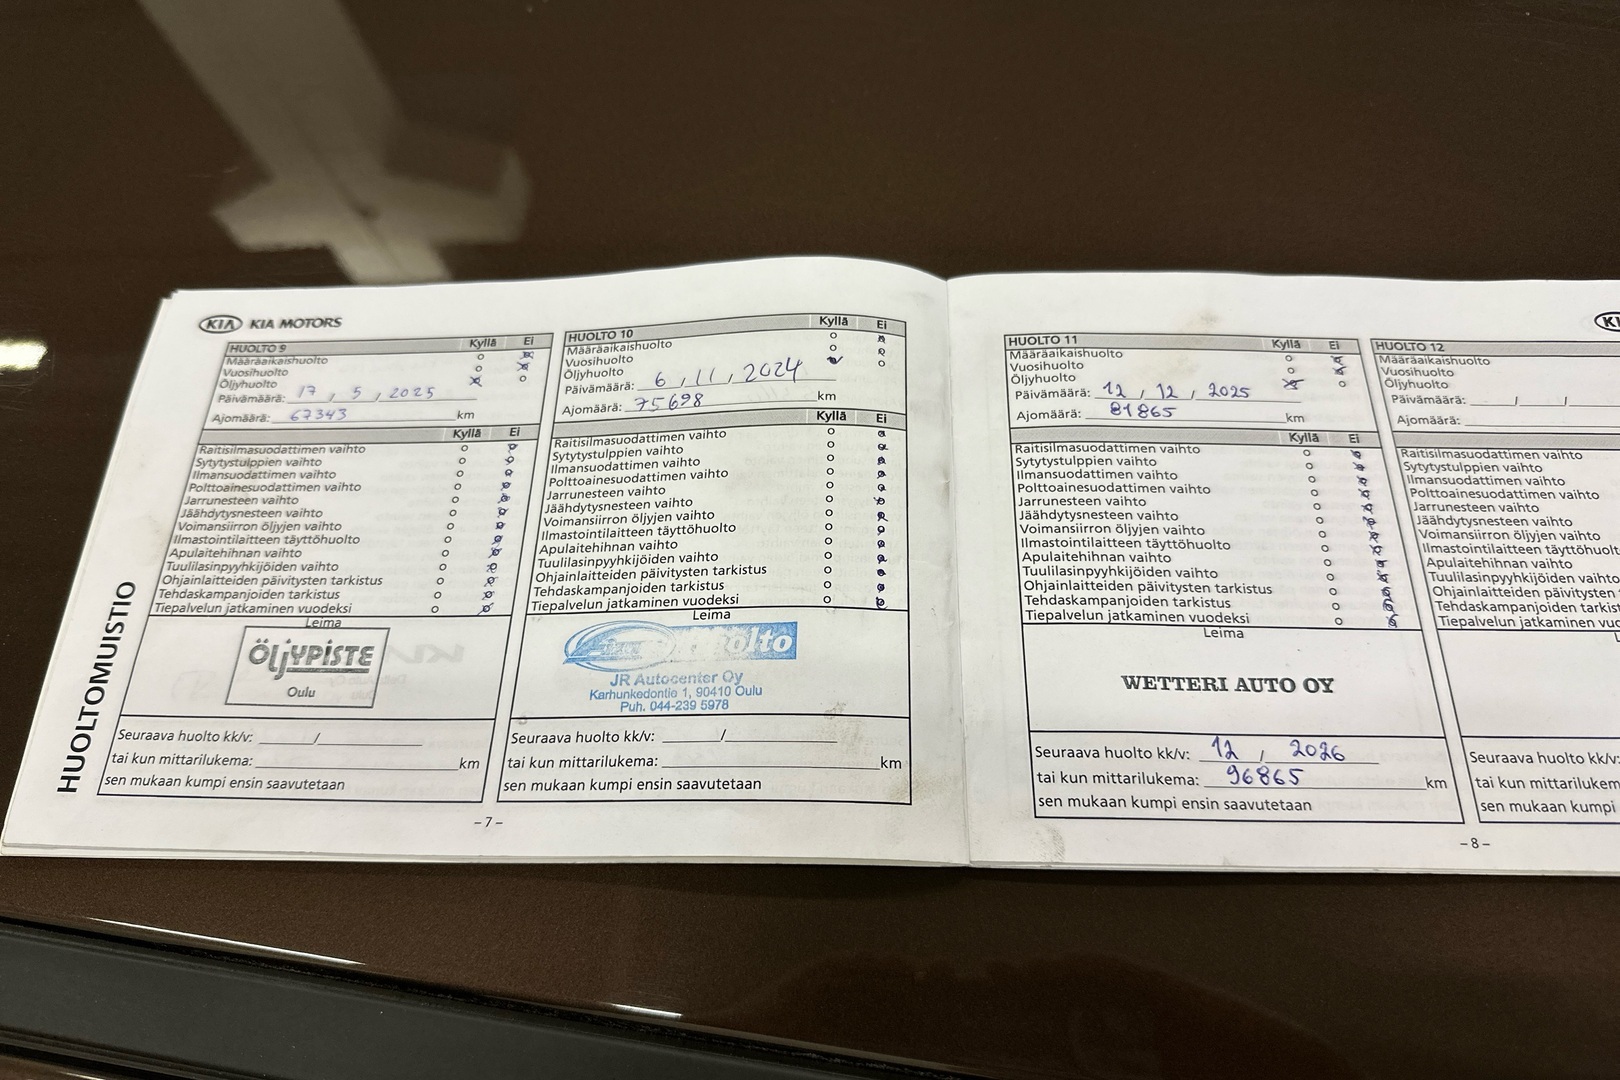 KIA KIA MOTORS
HUOLTOMUISTIO
HUOLTO 9 Kyllä Ei
Määräaikaishuolto
Vuosihuolto
Öljyhuolto
Päivämäärä: 17 , 5 , 2025
Ajomäärä: 67343 km
Kyllä Ei
Raitisilmasuodattimen vaihto
Sytytystulppien vaihto
Ilmansuodattimen vaihto
Polttoainesuodattimen vaihto
Jarrunesteen vaihto
Jäähdytysnesteen vaihto
Voimansiirron öljyjen vaihto
Ilmastointilaitteen täyttöhuolto
Apulaitehihnan vaihto
Tuulilasinpyyhkijöiden vaihto
Ohjainlaitteiden päivitysten tarkistus
Tehdaskampanjoiden tarkistus
Tiepalvelun jatkaminen vuodeksi
Leima
ÖLJYPISTE
Oulu
Seuraava huolto kk/v: /
tai kun mittarilukema: km
sen mukaan kumpi ensin saavutetaan
HUOLTO 10 Kyllä Ei
Määräaikaishuolto
Vuosihuolto
Öljyhuolto
Päivämäärä: 6 , 11 , 2024
Ajomäärä: 75698 km
Kyllä Ei
Raitisilmasuodattimen vaihto
Sytytystulppien vaihto
Ilmansuodattimen vaihto
Polttoainesuodattimen vaihto
Jarrunesteen vaihto
Jäähdytysnesteen vaihto
Voimansiirron öljyjen vaihto
Ilmastointilaitteen täyttöhuolto
Apulaitehihnan vaihto
Tuulilasinpyyhkijöiden vaihto
Ohjainlaitteiden päivitysten tarkistus
Tehdaskampanjoiden tarkistus
Tiepalvelun jatkaminen vuodeksi
Leima
JR Autocenter Oy
Karhunkedontie 1, 90410 Oulu
Puh. 044-239 5978
Seuraava huolto kk/v: /
tai kun mittarilukema: km
sen mukaan kumpi ensin saavutetaan
- 7 -
HUOLTO 11 Kyllä Ei
Määräaikaishuolto
Vuosihuolto
Öljyhuolto
Päivämäärä: 12 , 12 , 2025
Ajomäärä: 81865 km
Kyllä Ei
Raitisilmasuodattimen vaihto
Sytytystulppien vaihto
Ilmansuodattimen vaihto
Polttoainesuodattimen vaihto
Jarrunesteen vaihto
Jäähdytysnesteen vaihto
Voimansiirron öljyjen vaihto
Ilmastointilaitteen täyttöhuolto
Apulaitehihnan vaihto
Tuulilasinpyyhkijöiden vaihto
Ohjainlaitteiden päivitysten tarkistus
Tehdaskampanjoiden tarkistus
Tiepalvelun jatkaminen vuodeksi
Leima
WETTERI AUTO OY
Seuraava huolto kk/v: 12 , 2026
tai kun mittarilukema: 96865 km
sen mukaan kumpi ensin saavutetaan
HUOLTO 12
Määräaikaishuolto
Vuosihuolto
Öljyhuolto
Päivämäärä: / /
Ajomäärä:
Raitisilmasuodattimen vaihto
Sytytystulppien vaihto
Ilmansuodattimen vaihto
Polttoainesuodattimen vaihto
Jarrunesteen vaihto
Jäähdytysnesteen vaihto
Voimansiirron öljyjen vaihto
Ilmastointilaitteen täyttöhuolt
Apulaitehihnan vaihto
Tuulilasinpyyhkijöiden vaihto
Ohjainlaitteiden päivitysten
Tehdaskampanjoiden tarkist
Tiepalvelun jatkaminen vuo
Seuraava huolto kk/v:
tai kun mittarilukem
sen mukaan kumpi
- 8 -